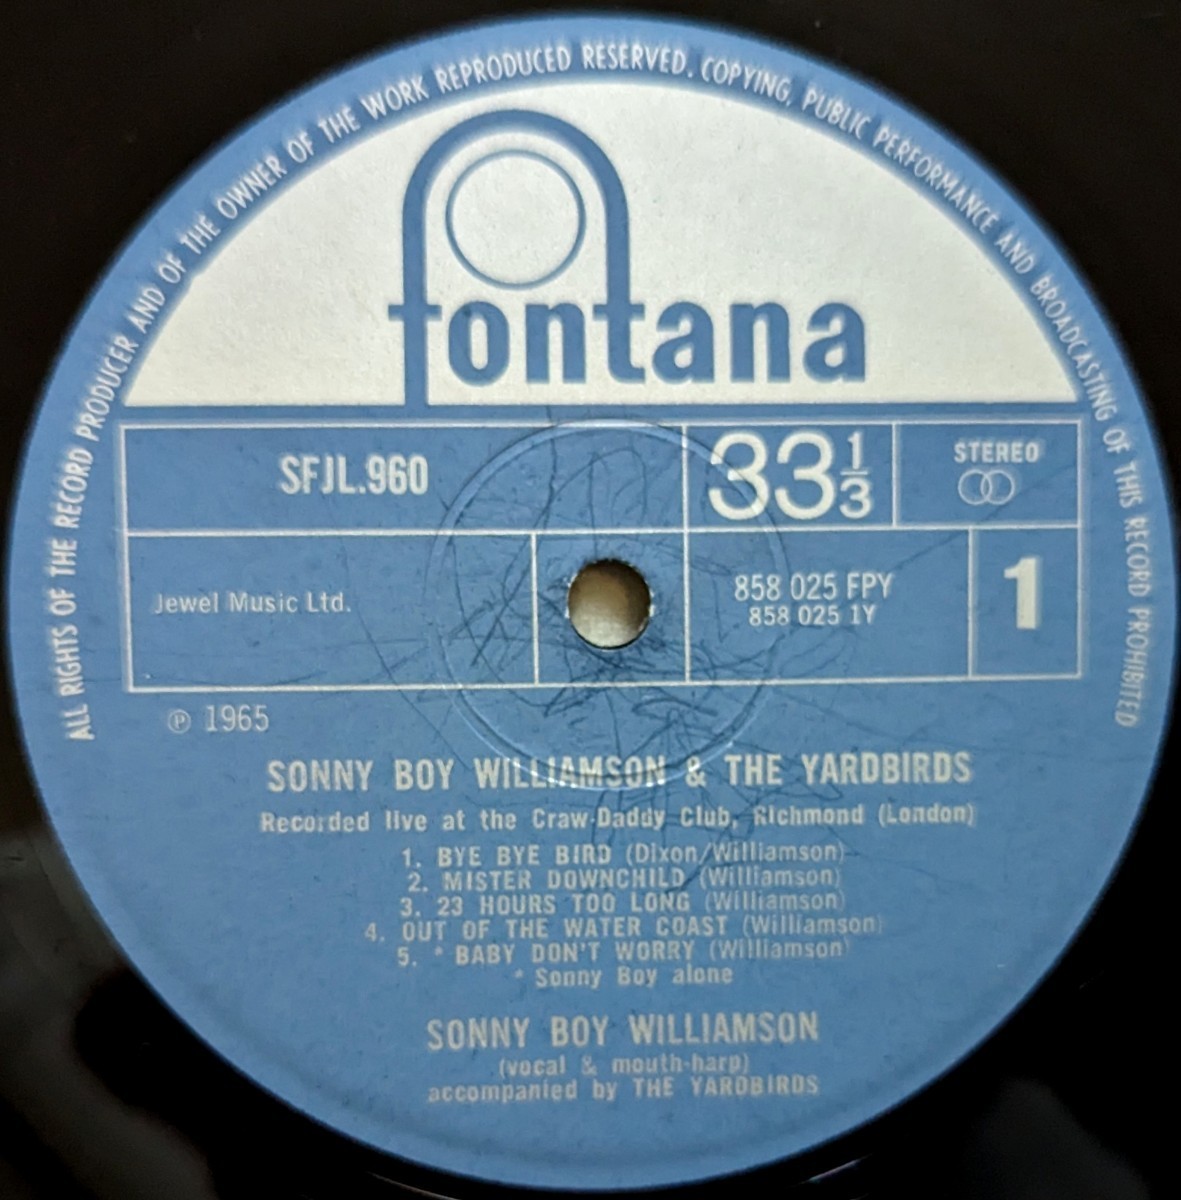 ALL RIGHTS OF THE RECORD PRODUCER AND OF THE OWNER OF THE WORK REPRODUCED RESERVED. COPYING, PUBLIC PERFORMANCE AND BROADCASTING OF THIS RECORD PROHIBITED
fontana
SFJL.960
33⅓
STEREO
Jewel Music Ltd.
858 025 FPY
858 025 1Y
1
℗ 1965
SONNY BOY WILLIAMSON & THE YARDBIRDS
Recorded live at the Craw-Daddy Club, Richmond (London)
1. BYE BYE BIRD (Dixon/Williamson)
2. MISTER DOWNCHILD (Williamson)
3. 23 HOURS TOO LONG (Williamson)
4. OUT OF THE WATER COAST (Williamson)
5. * BABY DON'T WORRY (Williamson)
* Sonny Boy alone
SONNY BOY WILLIAMSON
(vocal & mouth-harp)
accompanied by THE YARDBIRDS